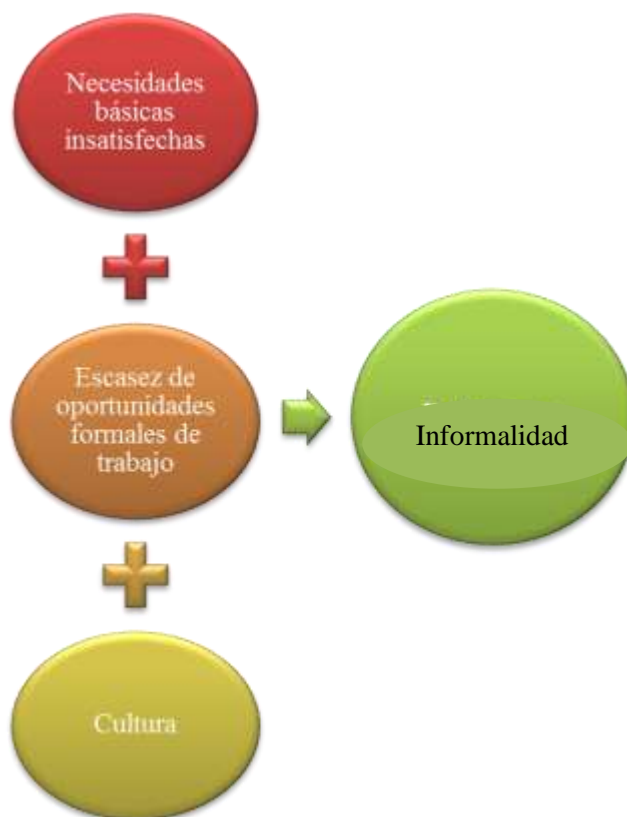 Necesidades
básicas
insatisfechas
Escasez de
oportunidades
formales de
trabajo
Informalidad
Cultura